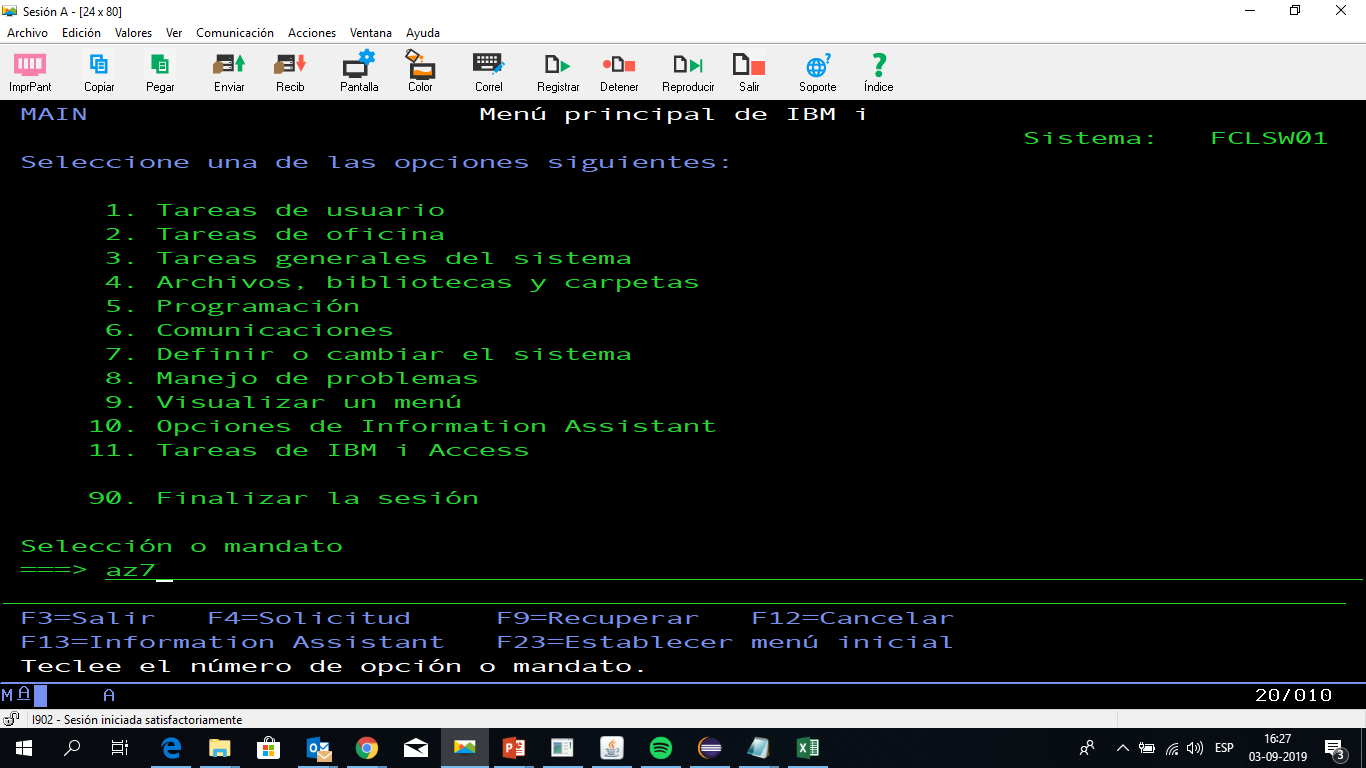 Sesión A - [24 x 80]
Archivo Edición Valores Ver Comunicación Acciones Ventana Ayuda
ImprPant Copiar Pegar Enviar Recib Pantalla Color Correl Registrar Detener Reproducir Salir Soporte Índice
MAIN Menú principal de IBM i
Sistema: FCLSW01
Seleccione una de las opciones siguientes:
1. Tareas de usuario
2. Tareas de oficina
3. Tareas generales del sistema
4. Archivos, bibliotecas y carpetas
5. Programación
6. Comunicaciones
7. Definir o cambiar el sistema
8. Manejo de problemas
9. Visualizar un menú
10. Opciones de Information Assistant
11. Tareas de IBM i Access
90. Finalizar la sesión
Selección o mandato
===> az7_
F3=Salir F4=Solicitud F9=Recuperar F12=Cancelar
F13=Information Assistant F23=Establecer menú inicial
Teclee el número de opción o mandato.
MA A 20/010
I902 - Sesión iniciada satisfactoriamente
ESP 16:27
03-09-2019 3